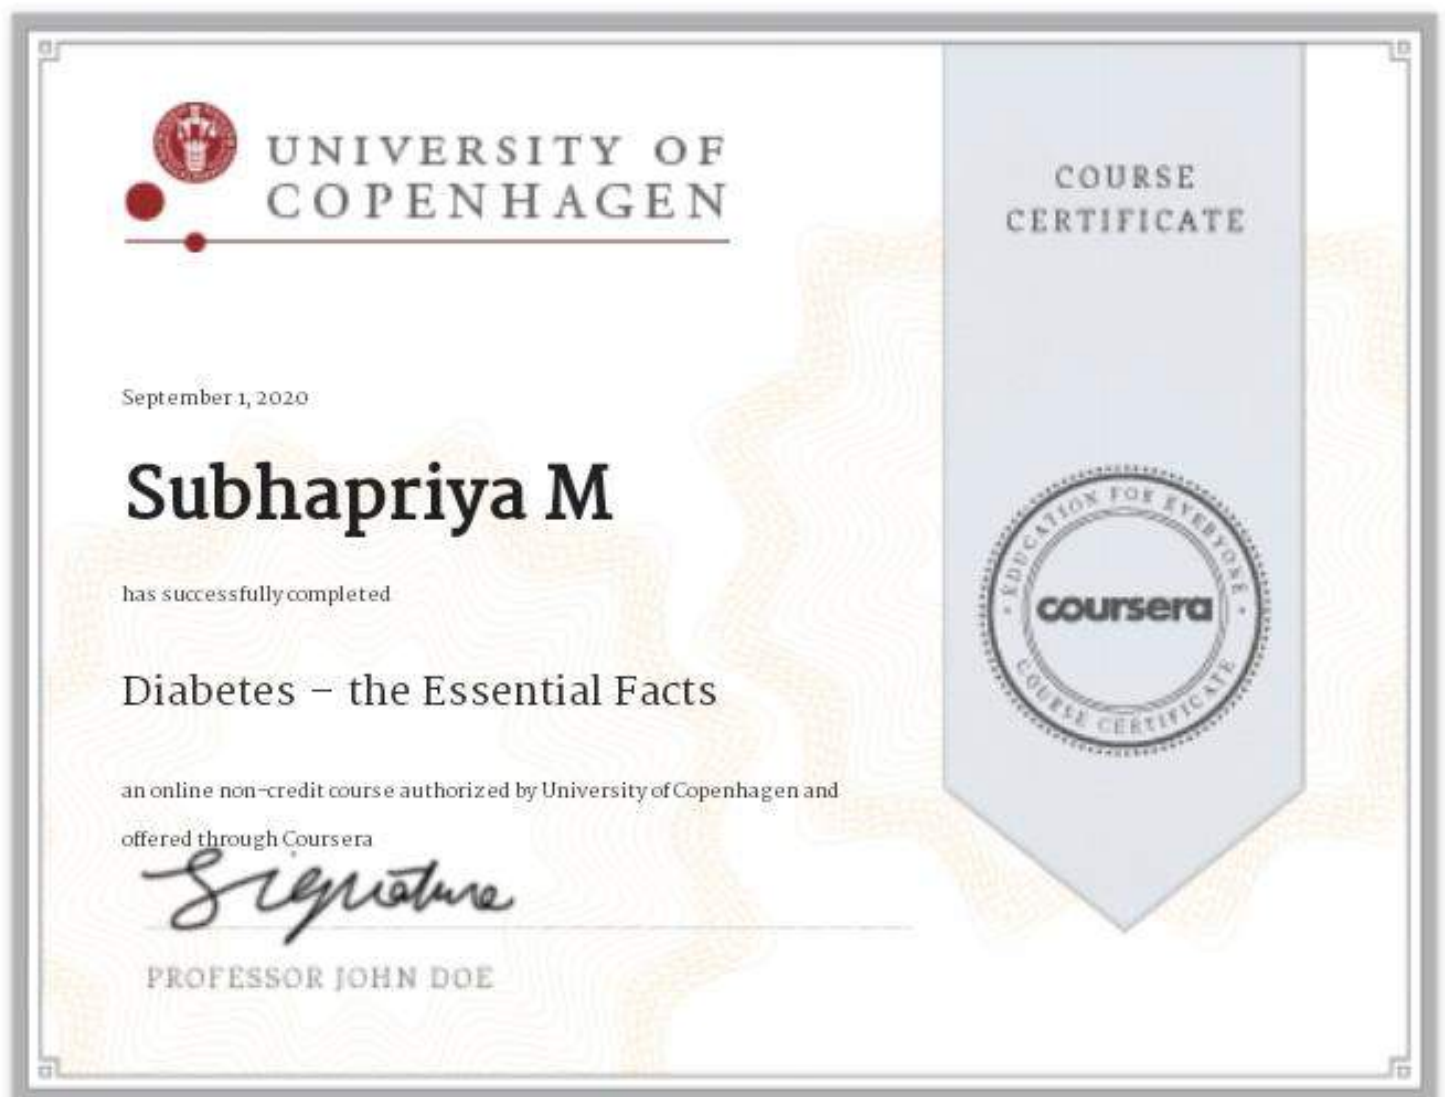 UNIVERSITY OF
COPENHAGEN
COURSE
CERTIFICATE
September 1, 2020
Subhapriya M
has successfully completed
Diabetes – the Essential Facts
an online non-credit course authorized by University of Copenhagen and
offered through Coursera
Signature
PROFESSOR JOHN DOE
EDUCATION FOR EVERYONE
coursera
COURSE CERTIFICATE